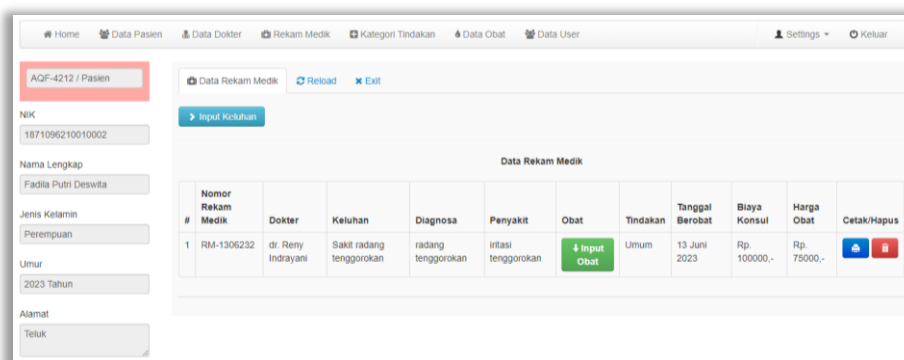 Home Data Pasien Data Dokter Rekam Medik Kategori Tindakan Data Obat Data User Settings Keluar
AQF-4212 / Pasien
NIK
1871096210010002
Nama Lengkap
Fadila Putri Deswita
Jenis Kelamin
Perempuan
Umur
2023 Tahun
Alamat
Teluk
Data Rekam Medik Reload Exit
Input Keluhan
Data Rekam Medik
# Nomor Rekam Medik Dokter Keluhan Diagnosa Penyakit Obat Tindakan Tanggal Berobat Biaya Konsul Harga Obat Cetak/Hapus
1 RM-1306232 dr. Reny Indrayani Sakit radang tenggorokan radang tenggorokan iritasi tenggorokan Input Obat Umum 13 Juni 2023 Rp. 100000,- Rp. 75000,-